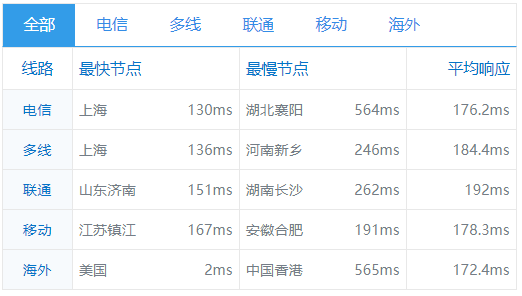 全部 电信 多线 联通 移动 海外
线路 最快节点 最慢节点 平均响应
电信 上海 130ms 湖北襄阳 564ms 176.2ms
多线 上海 136ms 河南新乡 246ms 184.4ms
联通 山东济南 151ms 湖南长沙 262ms 192ms
移动 江苏镇江 167ms 安徽合肥 191ms 178.3ms
海外 美国 2ms 中国香港 565ms 172.4ms